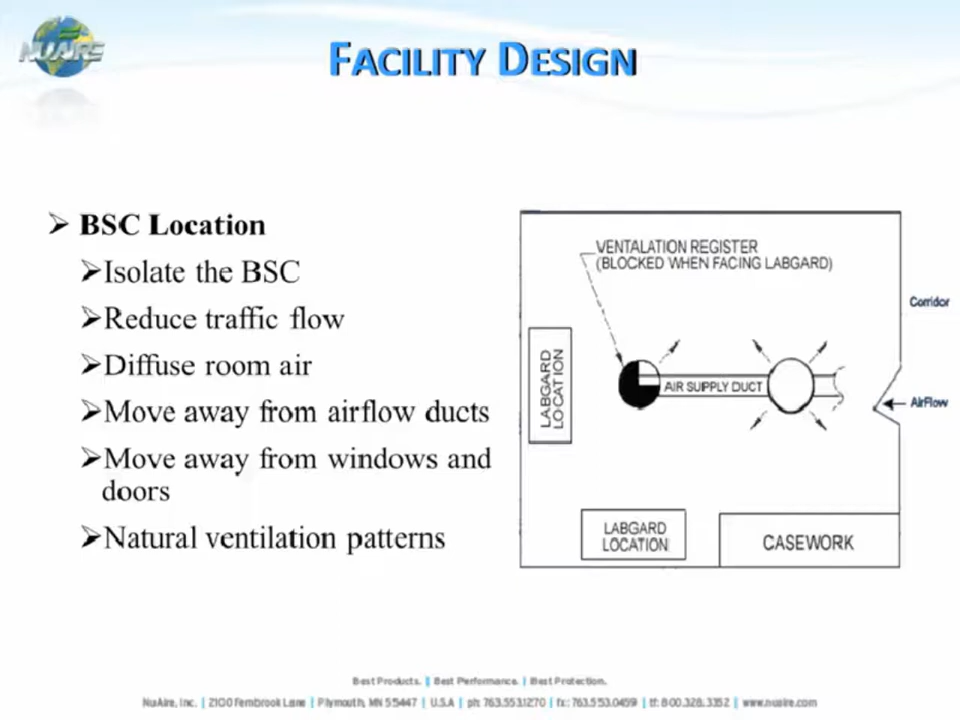 NUAIRE
FACILITY DESIGN
➢ BSC Location
➢Isolate the BSC
➢Reduce traffic flow
➢Diffuse room air
➢Move away from airflow ducts
➢Move away from windows and
doors
➢Natural ventilation patterns
VENTALATION REGISTER
(BLOCKED WHEN FACING LABGARD)
Corridor
LABGARD
LOCATION
AIR SUPPLY DUCT
AirFlow
LABGARD
LOCATION
CASEWORK
Best Products. | Best Performance. | Best Protection.
NuAire, Inc. | 2100 Fernbrook Lane | Plymouth, MN 55447 | U.S.A | ph: 763.553.1270 | fx: 763.553.0459 | tf: 800.328.3352 | www.nuaire.com